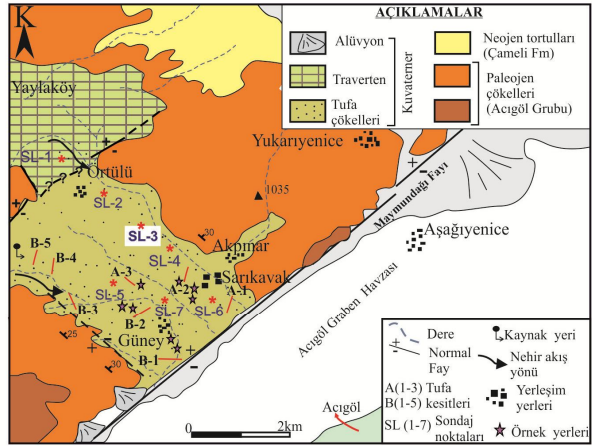 K
AÇIKLAMALAR
Alüvyon
Traverten
Tufa
çökelleri
Kuvaterner
Neojen tortulları
(Çameli Fm)
Paleojen
çökelleri
(Acıgöl Grubu)
Yaylaköy
Yukarıyenice
SL-1
? ? ?
Örtülü
SL-2
1035
Maymundağı Fayı
SL-3
30
Aşağıyenice
Akpınar
B-5
B-4
SL-4
A-3
Sarıkavak
A-2
A-1
SL-5
B-3
B-2
SL-7
SL-6
Acıgöl Graben Havzası
25
Güney
B-1
30
Acıgöl
0
2km
Dere
Kaynak yeri
Normal
Fay
Nehir akış
yönü
A(1-3) Tufa
B(1-5) kesitleri
Yerleşim
yerleri
SL (1-7) Sondaj
noktaları
Örnek yerleri